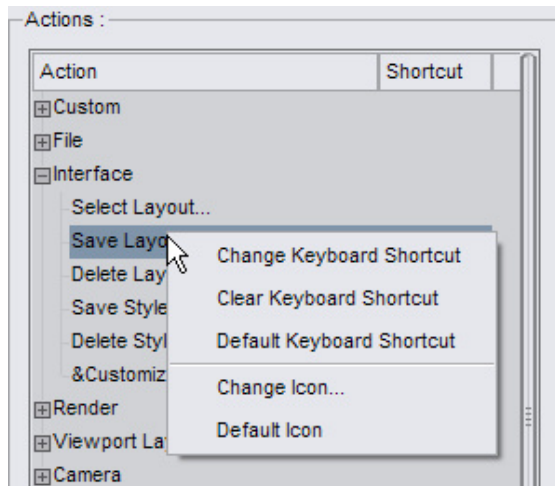 Actions :
Action Shortcut
Custom
File
Interface
Select Layout...
Save Layo
Change Keyboard Shortcut
Delete Lay
Clear Keyboard Shortcut
Save Style
Delete Styl
Default Keyboard Shortcut
&Customiz
Change Icon...
Render
Default Icon
Viewport La
Camera